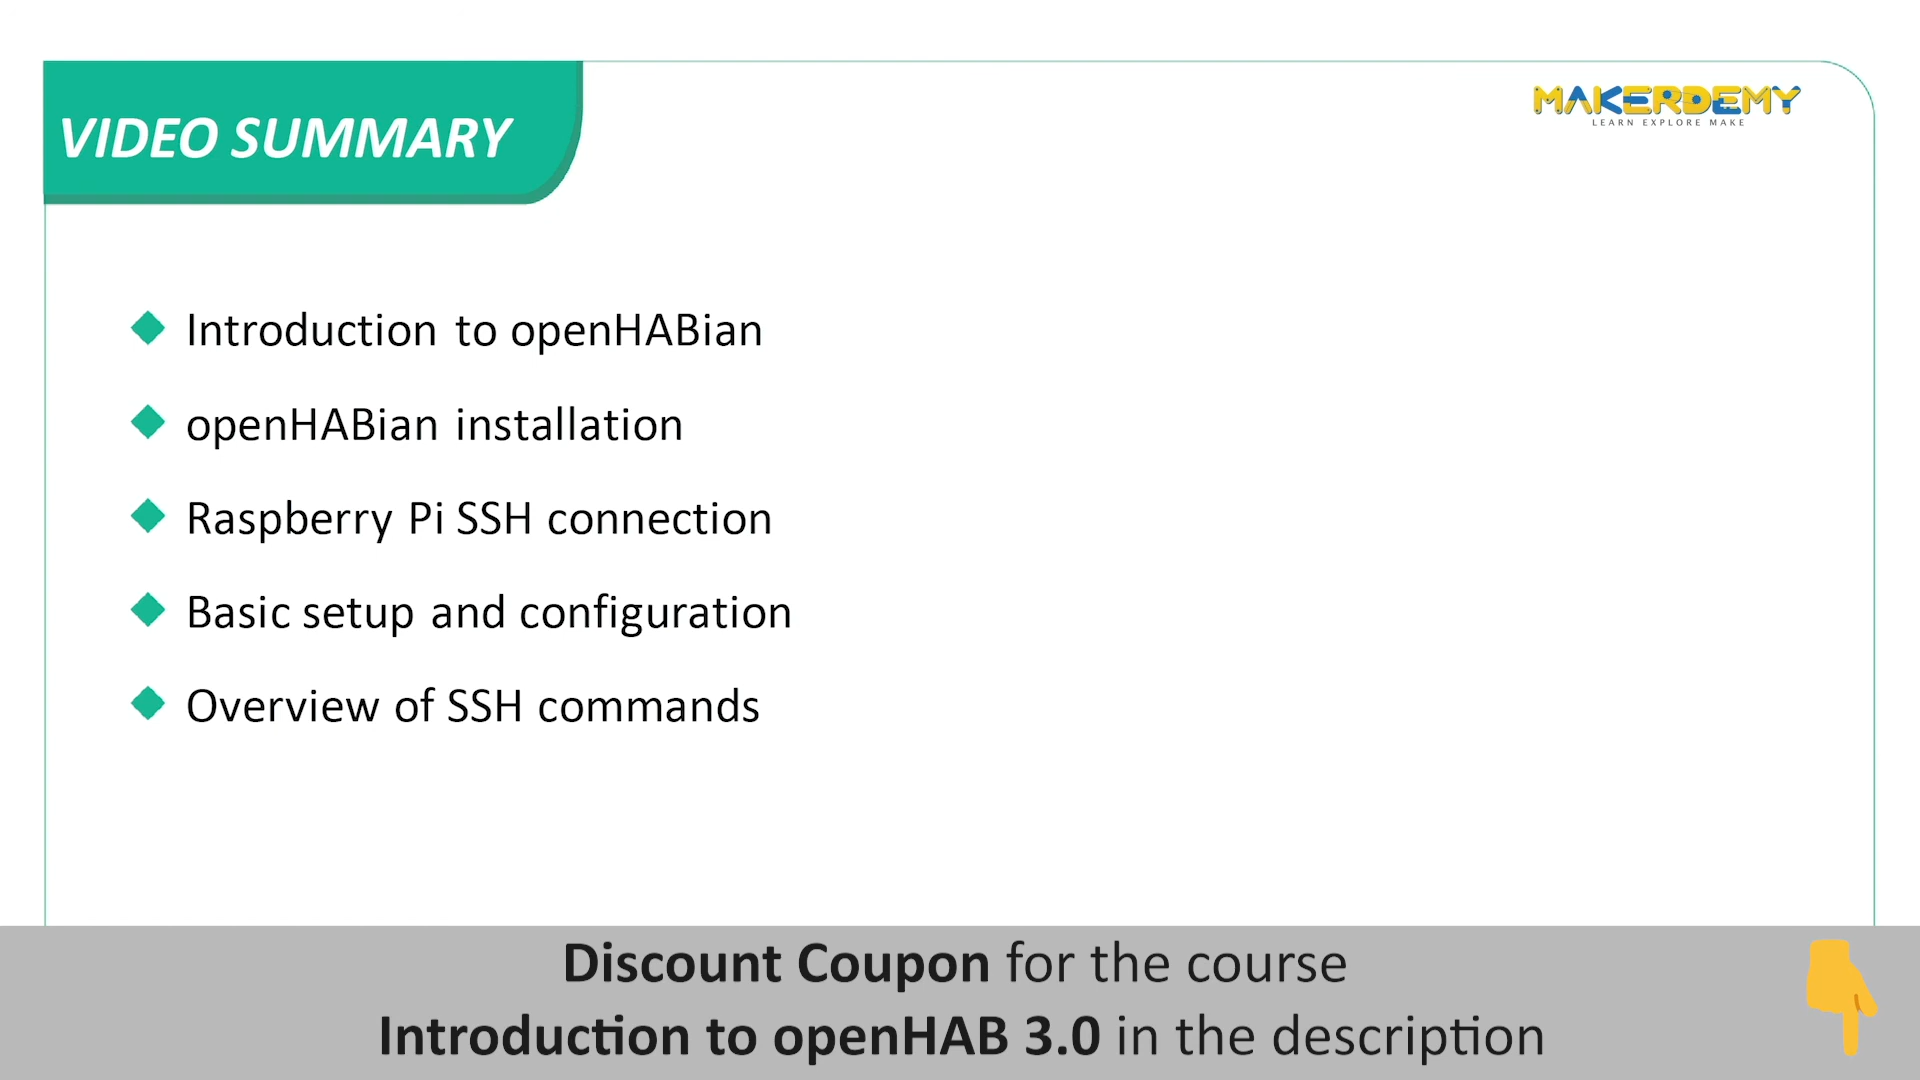 VIDEO SUMMARY
MAKERDEMY
LEARN EXPLORE MAKE
Introduction to openHABian
openHABian installation
Raspberry Pi SSH connection
Basic setup and configuration
Overview of SSH commands
Discount Coupon for the course
Introduction to openHAB 3.0 in the description